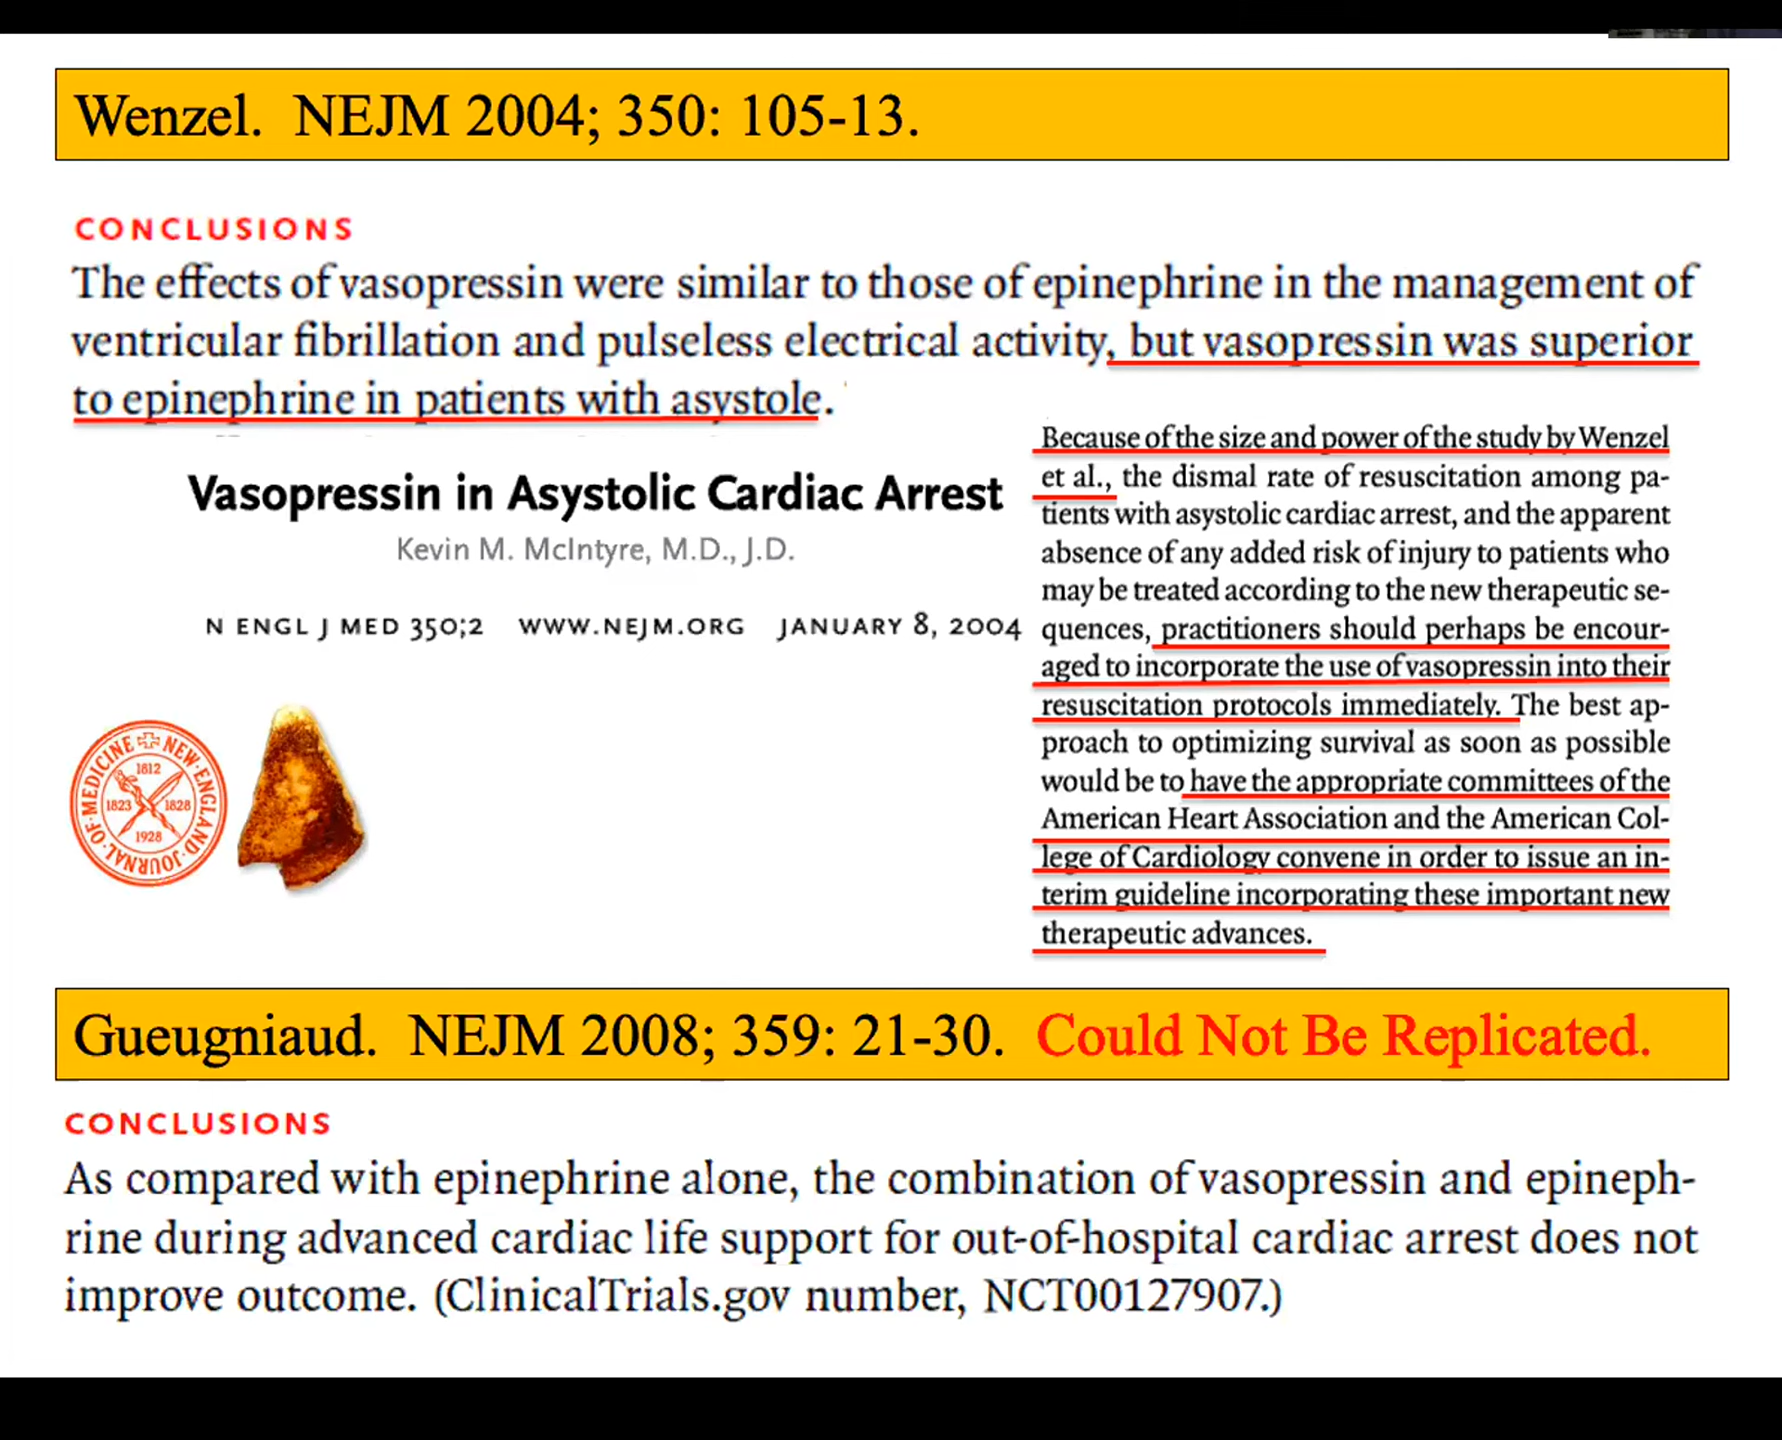 Wenzel. NEJM 2004; 350: 105-13.
CONCLUSIONS
The effects of vasopressin were similar to those of epinephrine in the management of
ventricular fibrillation and pulseless electrical activity, but vasopressin was superior
to epinephrine in patients with asystole.
Vasopressin in Asystolic Cardiac Arrest
Kevin M. McIntyre, M.D., J.D.
N ENGL J MED 350;2 WWW.NEJM.ORG JANUARY 8, 2004
Because of the size and power of the study by Wenzel
et al., the dismal rate of resuscitation among pa-
tients with asystolic cardiac arrest, and the apparent
absence of any added risk of injury to patients who
may be treated according to the new therapeutic se-
quences, practitioners should perhaps be encour-
aged to incorporate the use of vasopressin into their
resuscitation protocols immediately. The best ap-
proach to optimizing survival as soon as possible
would be to have the appropriate committees of the
American Heart Association and the American Col-
lege of Cardiology convene in order to issue an in-
terim guideline incorporating these important new
therapeutic advances.
NEW ENGLAND JOURNAL OF MEDICINE
1812
1823 1828
1928
Gueugniaud. NEJM 2008; 359: 21-30. Could Not Be Replicated.
CONCLUSIONS
As compared with epinephrine alone, the combination of vasopressin and epineph-
rine during advanced cardiac life support for out-of-hospital cardiac arrest does not
improve outcome. (ClinicalTrials.gov number, NCT00127907.)